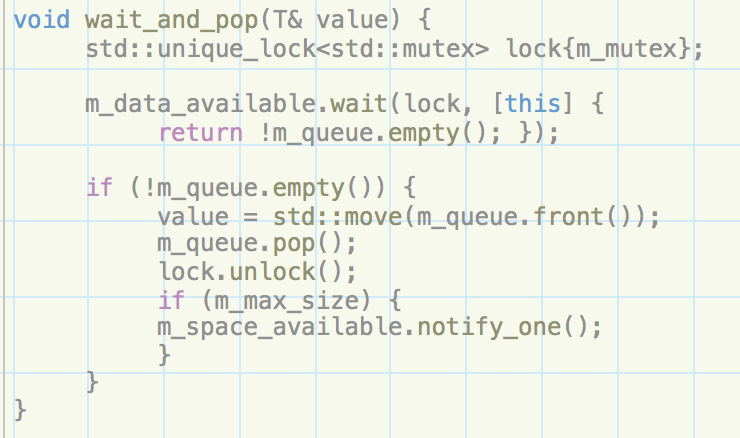 void wait_and_pop(T& value) {
std::unique_lock<std::mutex> lock{m_mutex};
m_data_available.wait(lock, [this] {
return !m_queue.empty(); });
if (!m_queue.empty()) {
value = std::move(m_queue.front());
m_queue.pop();
lock.unlock();
if (m_max_size) {
m_space_available.notify_one();
}
}
}